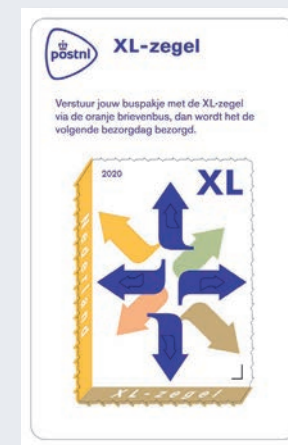 postnl
XL-zegel
Verstuur jouw buspakje met de XL-zegel
via de oranje brievenbus, dan wordt het de
volgende bezorgdag bezorgd.
2020
XL
Nederland
XL-zegel